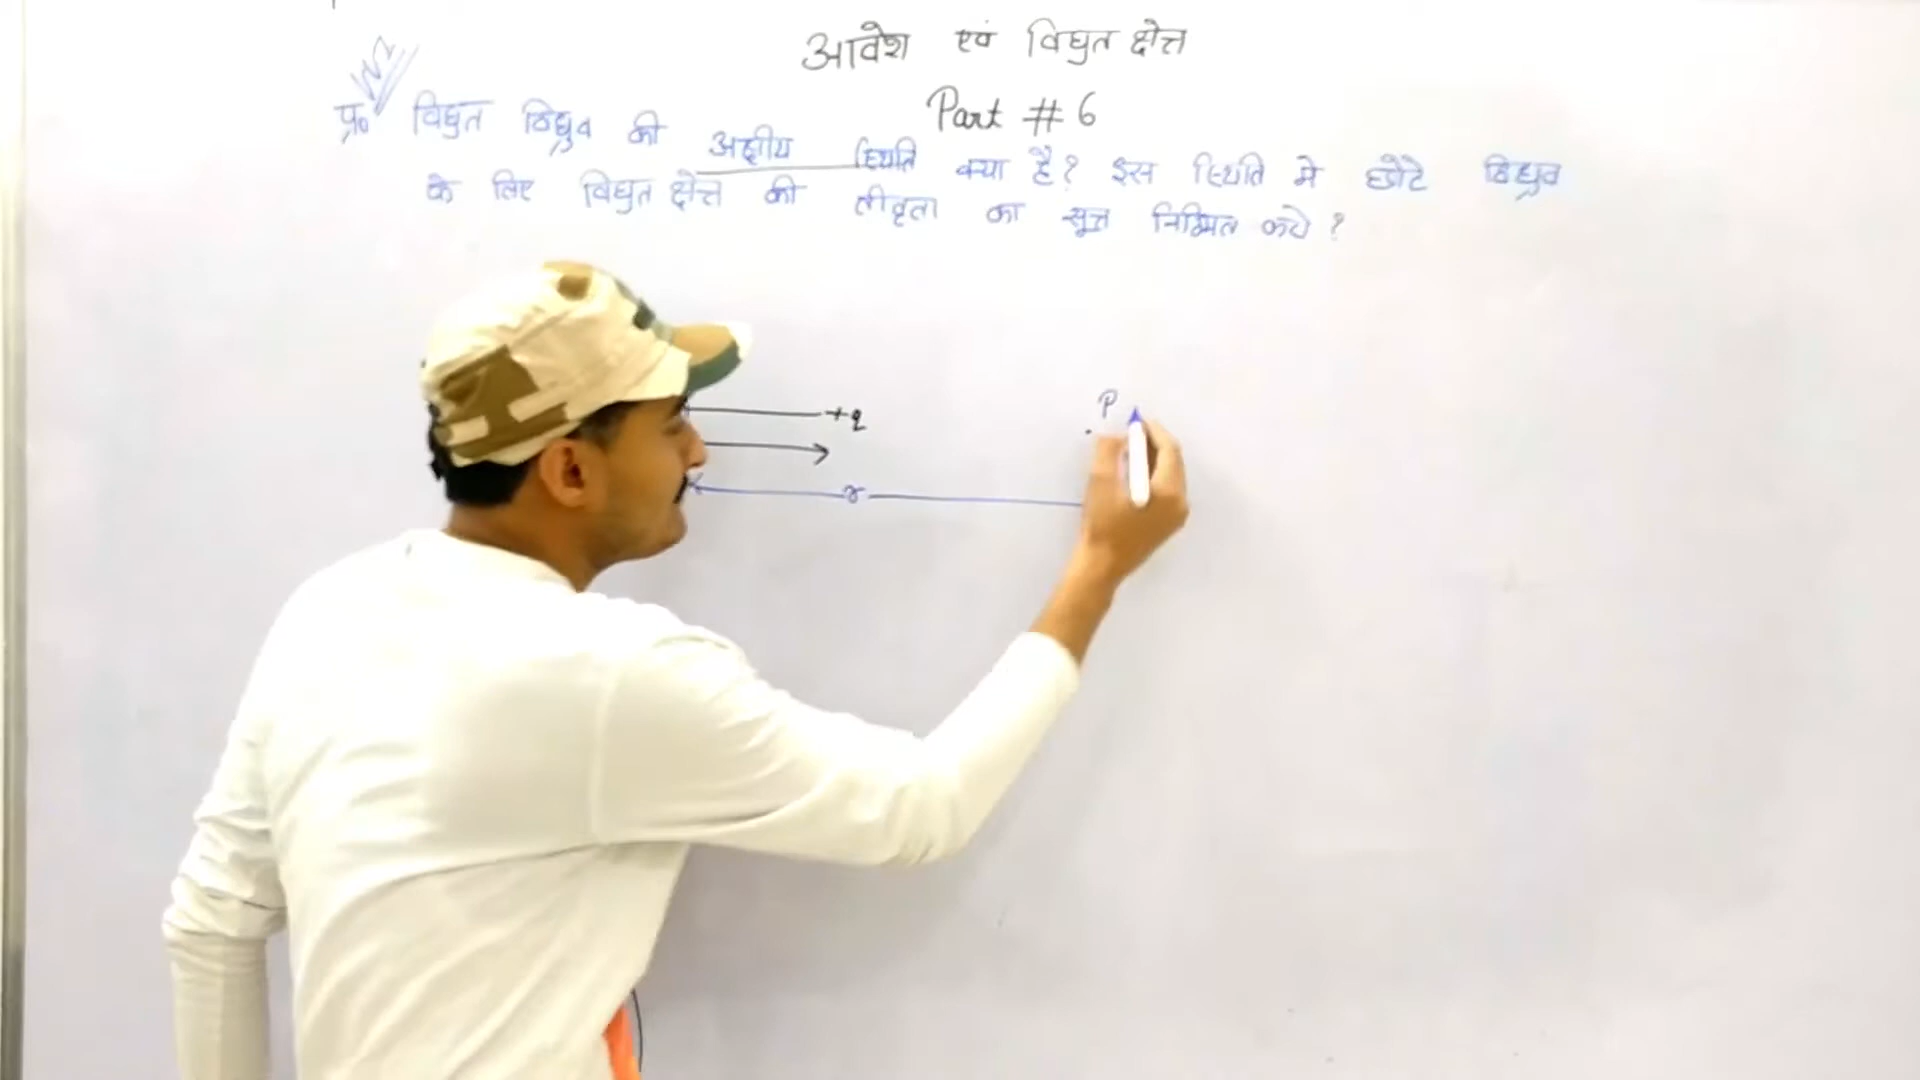 आवेश एवं विद्युत क्षेत्र
Part # 6
प्र० विद्युत द्विध्रुव की अक्षीय स्थिति क्या है? इस स्थिति मे छोटे द्विध्रुव
के लिए विद्युत क्षेत्र की तीव्रता का सूत्र निर्मित करो ?
P
+q
r